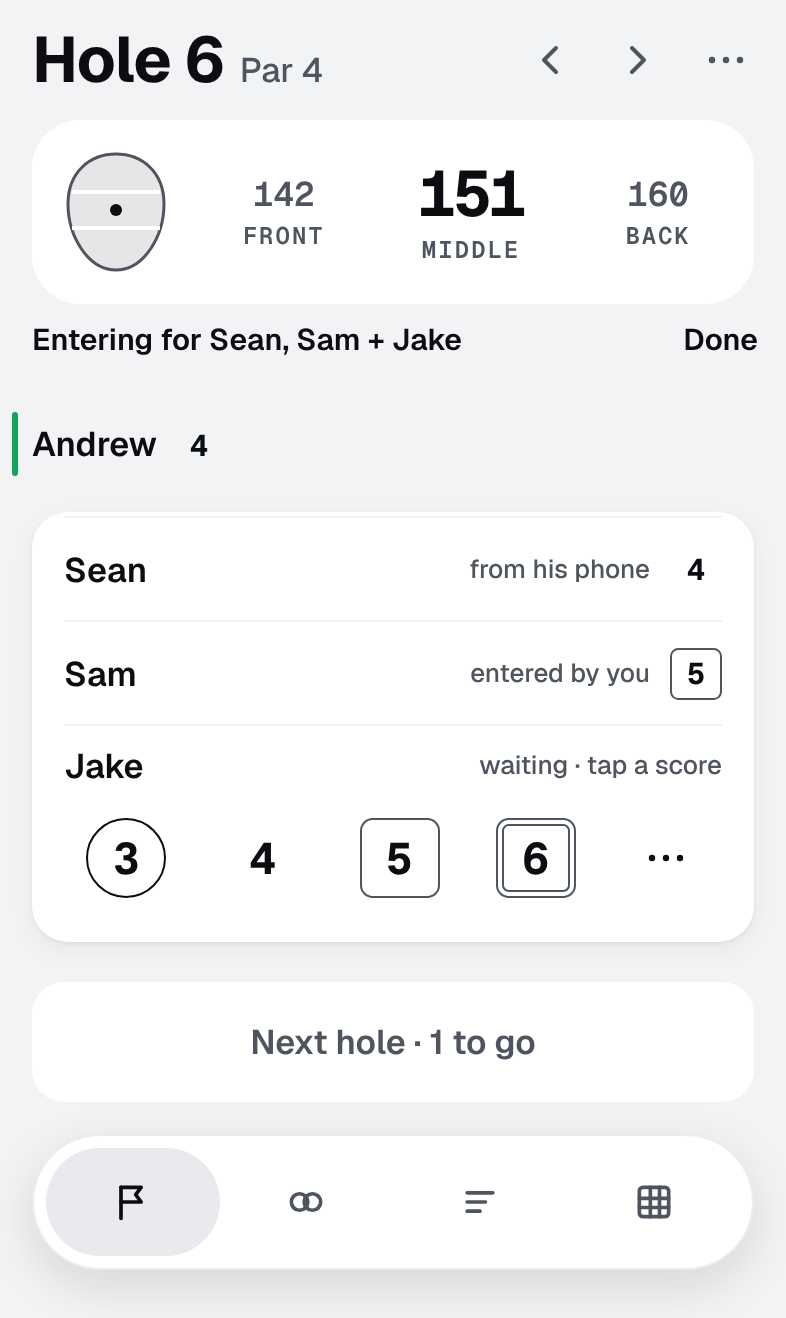 Hole 6 Par 4
142 151 160
FRONT MIDDLE BACK
Entering for Sean, Sam + Jake Done
Andrew 4
Sean from his phone 4
Sam entered by you 5
Jake waiting · tap a score
3 4 5 6 ...
Next hole · 1 to go